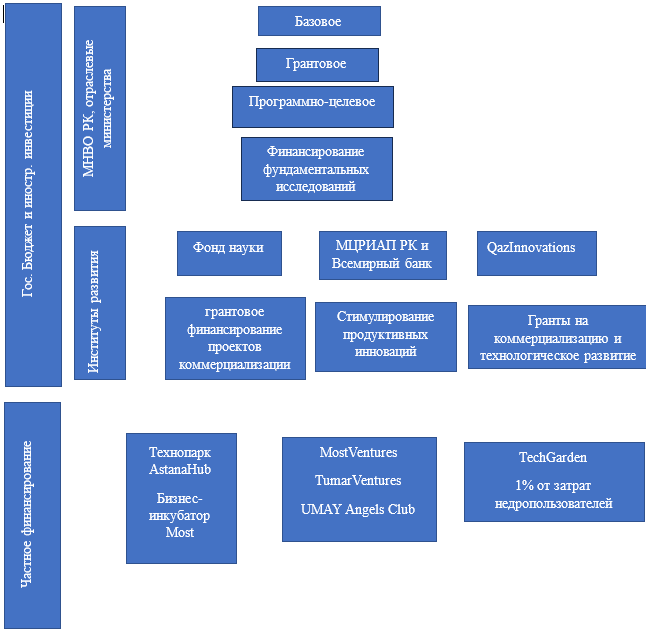 Гос. Бюджет и иностр. инвестиции
МНВО РК, отраслевые
министерства
Базовое
Грантовое
Программно-целевое
Финансирование
фундаментальных
исследований
Институты развития
Фонд науки
МЦРИАП РК и
Всемирный банк
QazInnovations
грантовое
финансирование
проектов
коммерциализации
Стимулирование
продуктивных
инноваций
Гранты на
коммерциализацию и
технологическое развитие
Частное финансирование
Технопарк
AstanaHub
Бизнес-
инкубатор
Most
MostVentures
TumarVentures
UMAY Angels Club
TechGarden
1% от затрат
недропользователей